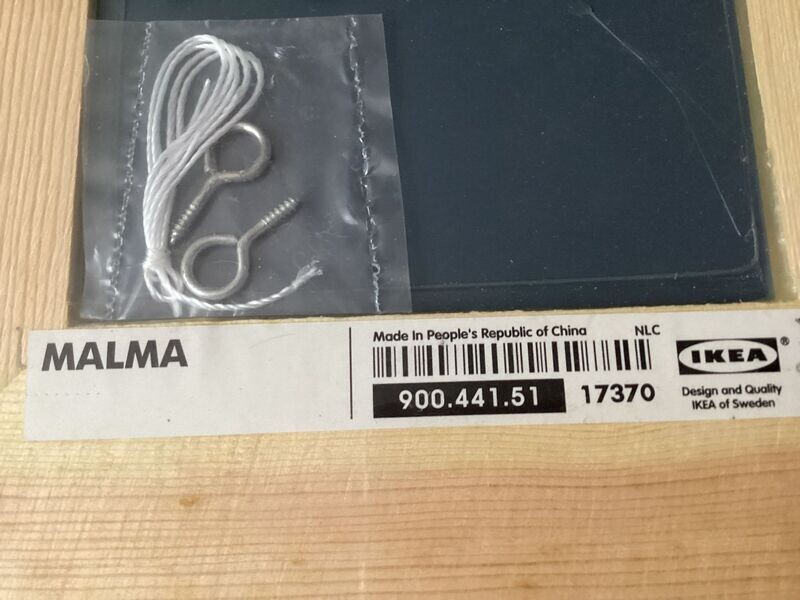 MALMA
Made In People's Republic of China NLC
900.441.51 17370
IKEA®
Design and Quality
IKEA of Sweden